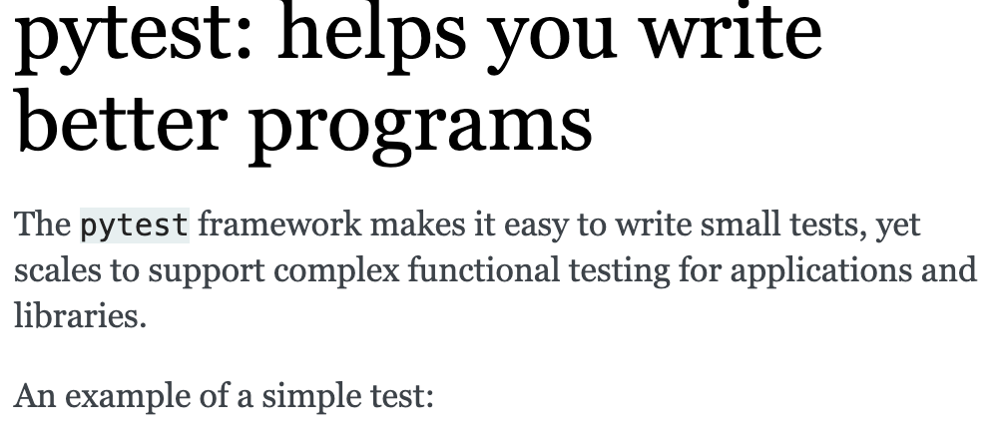 pytest: helps you write
better programs
The pytest framework makes it easy to write small tests, yet
scales to support complex functional testing for applications and
libraries.
An example of a simple test: